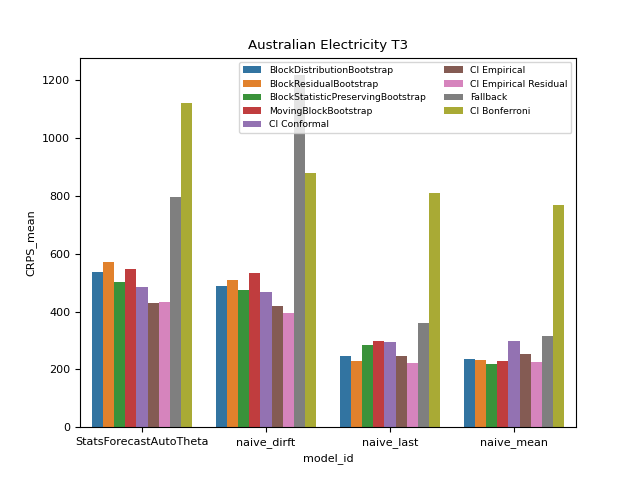 Australian Electricity T3
BlockDistributionBootstrap
BlockResidualBootstrap
BlockStatisticPreservingBootstrap
MovingBlockBootstrap
CI Conformal
CI Empirical
CI Empirical Residual
Fallback
CI Bonferroni
CRPS_mean
1200
1000
800
600
400
200
0
StatsForecastAutoTheta naive_dirft naive_last naive_mean
model_id